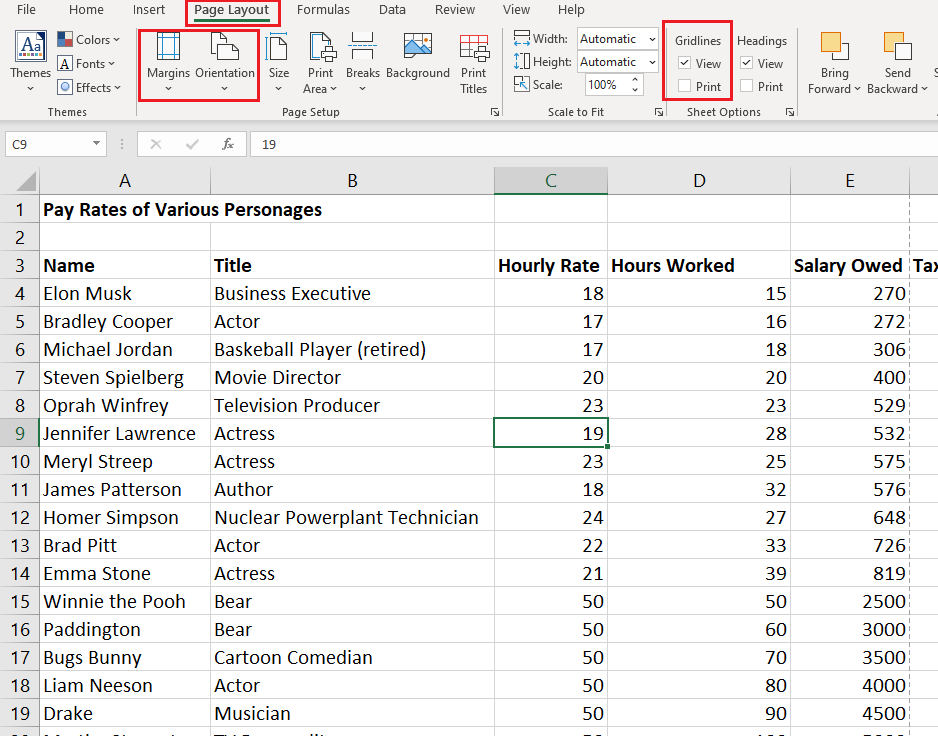 File Home Insert Page Layout Formulas Data Review View Help
Themes Colors Fonts Effects Margins Orientation Size Print Area Breaks Background Print Titles Width: Automatic Height: Automatic Scale: 100% Gridlines View Print Headings View Print Bring Forward Send Backward
Themes Page Setup Scale to Fit Sheet Options
C9 fx 19
A B C D E
1 Pay Rates of Various Personages
2
3 Name Title Hourly Rate Hours Worked Salary Owed Tax
4 Elon Musk Business Executive 18 15 270
5 Bradley Cooper Actor 17 16 272
6 Michael Jordan Baskeball Player (retired) 17 18 306
7 Steven Spielberg Movie Director 20 20 400
8 Oprah Winfrey Television Producer 23 23 529
9 Jennifer Lawrence Actress 19 28 532
10 Meryl Streep Actress 23 25 575
11 James Patterson Author 18 32 576
12 Homer Simpson Nuclear Powerplant Technician 24 27 648
13 Brad Pitt Actor 22 33 726
14 Emma Stone Actress 21 39 819
15 Winnie the Pooh Bear 50 50 2500
16 Paddington Bear 50 60 3000
17 Bugs Bunny Cartoon Comedian 50 70 3500
18 Liam Neeson Actor 50 80 4000
19 Drake Musician 50 90 4500